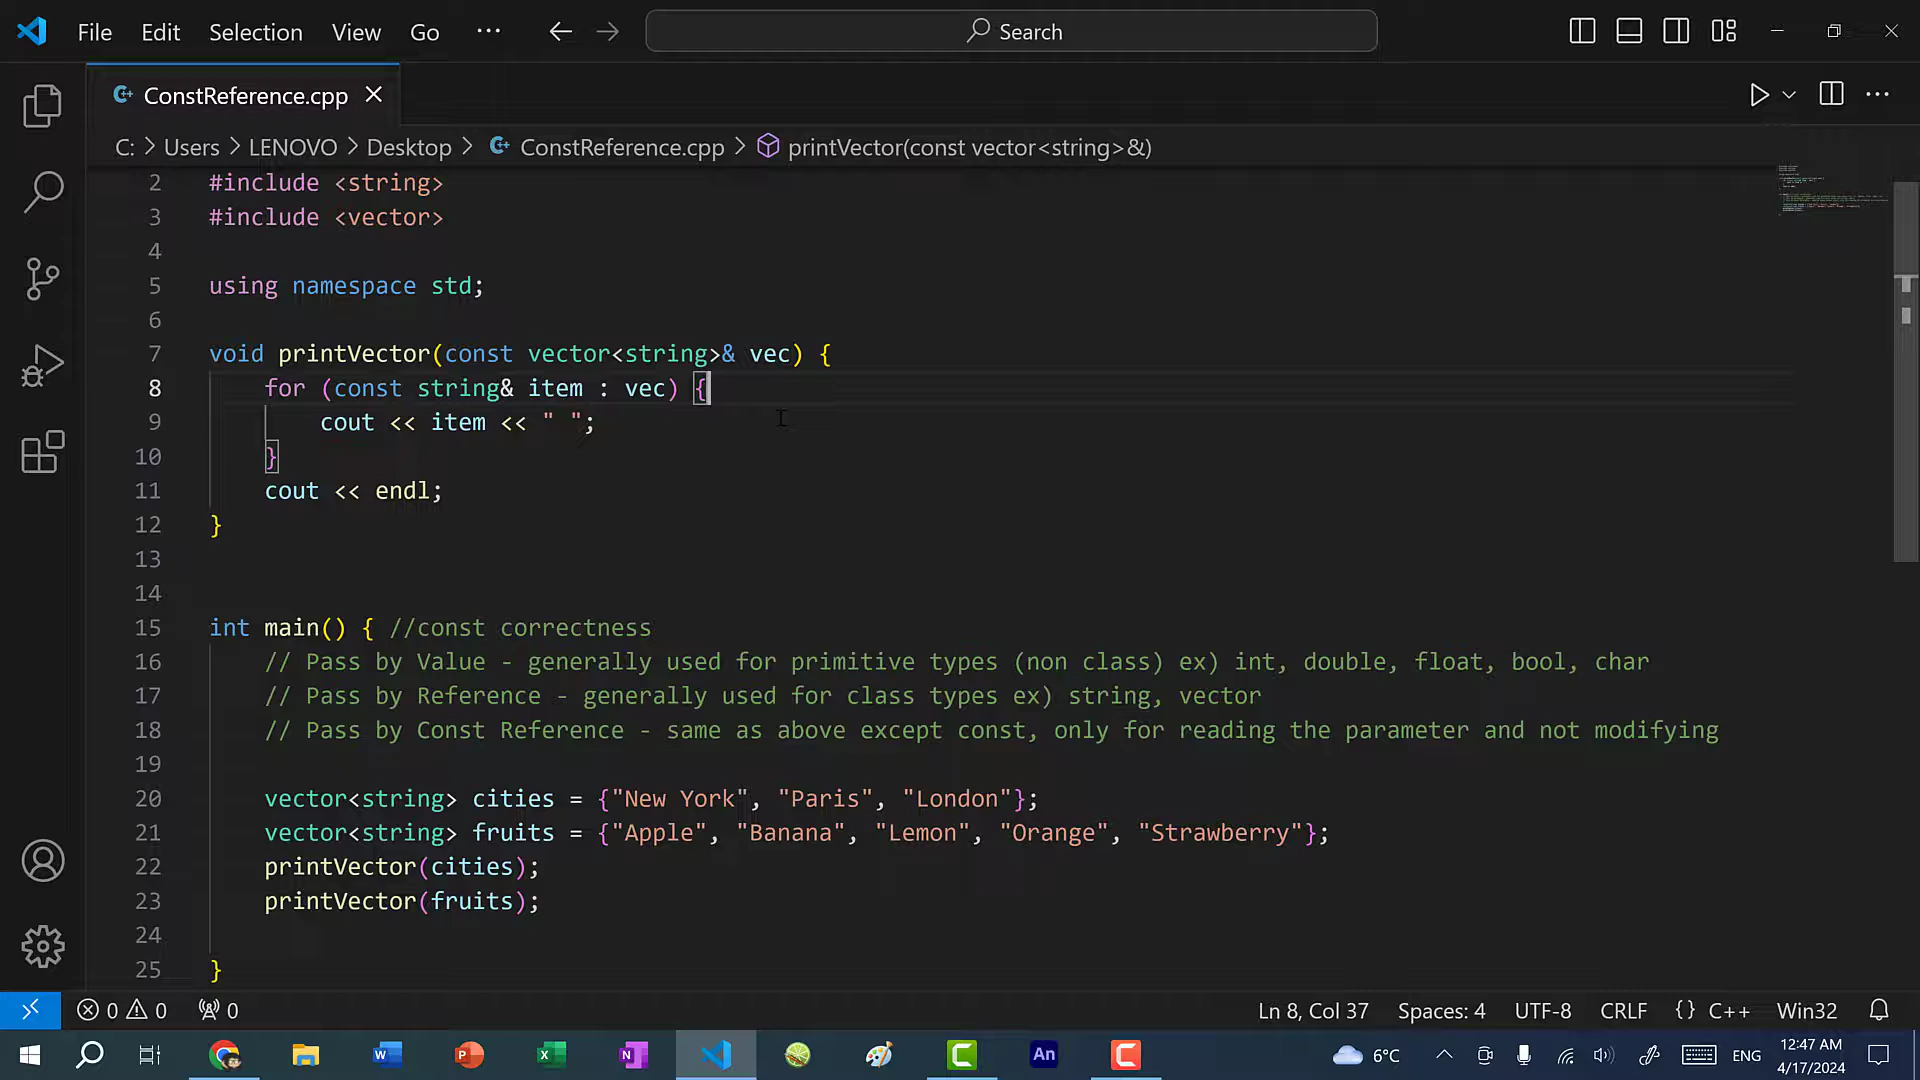 File Edit Selection View Go ··· Search
ConstReference.cpp
C: > Users > LENOVO > Desktop > ConstReference.cpp > printVector(const vector<string>&)
2 #include <string>
3 #include <vector>
4
5 using namespace std;
6
7 void printVector(const vector<string>& vec) {
8 for (const string& item : vec) {
9 cout << item << " ";
10 }
11 cout << endl;
12 }
13
14
15 int main() { //const correctness
16 // Pass by Value - generally used for primitive types (non class) ex) int, double, float, bool, char
17 // Pass by Reference - generally used for class types ex) string, vector
18 // Pass by Const Reference - same as above except const, only for reading the parameter and not modifying
19
20 vector<string> cities = {"New York", "Paris", "London"};
21 vector<string> fruits = {"Apple", "Banana", "Lemon", "Orange", "Strawberry"};
22 printVector(cities);
23 printVector(fruits);
24
25 }
0 0 0 Ln 8, Col 37 Spaces: 4 UTF-8 CRLF {} C++ Win32
6°C ENG 12:47 AM
4/17/2024
An